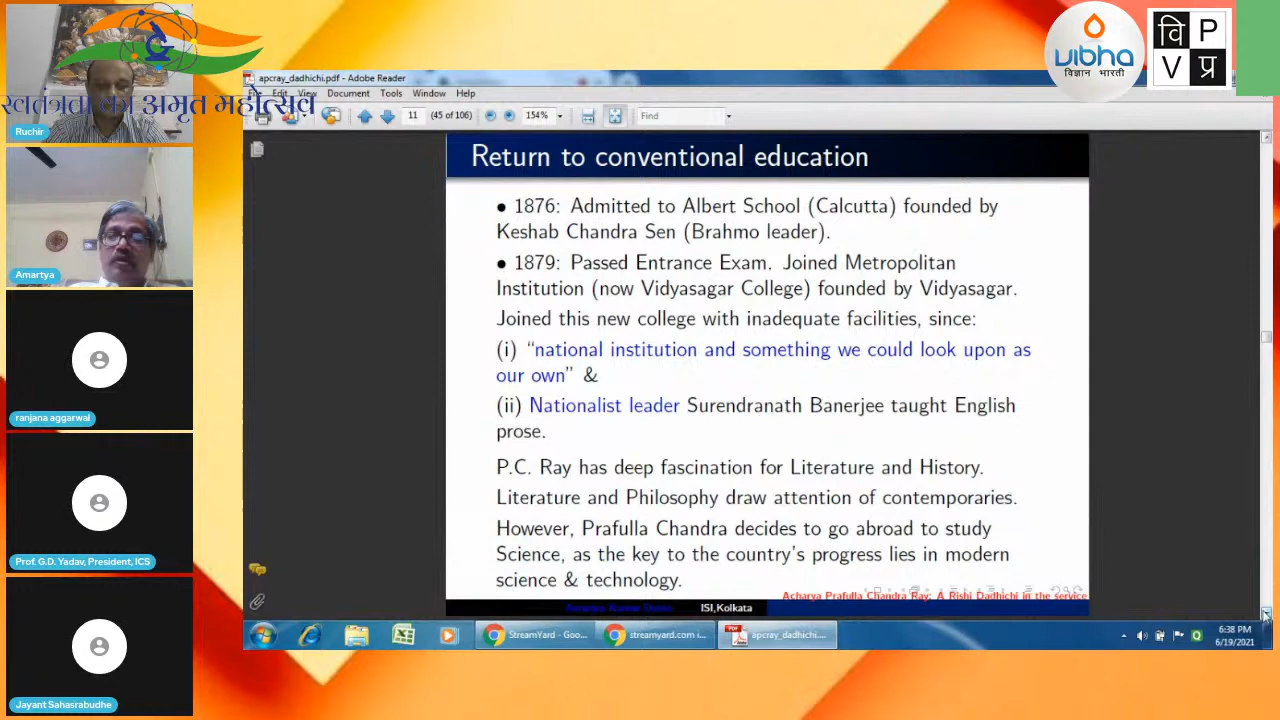 स्वतंत्रता का अमृत महोत्सव
vibha
विज्ञान भारती
वि P
V प्र
Ruchir
Amartya
ranjana aggarwal
Prof. G.D. Yadav, President, ICS
Jayant Sahasrabudhe
apcray_dadhichi.pdf - Adobe Reader
Edit View Document Tools Window Help
11 (45 of 106) 154% Find
Return to conventional education
• 1876: Admitted to Albert School (Calcutta) founded by
Keshab Chandra Sen (Brahmo leader).
• 1879: Passed Entrance Exam. Joined Metropolitan
Institution (now Vidyasagar College) founded by Vidyasagar.
Joined this new college with inadequate facilities, since:
(i) “national institution and something we could look upon as
our own” &
(ii) Nationalist leader Surendranath Banerjee taught English
prose.
P.C. Ray has deep fascination for Literature and History.
Literature and Philosophy draw attention of contemporaries.
However, Prafulla Chandra decides to go abroad to study
Science, as the key to the country's progress lies in modern
science & technology.
Acharya Prafulla Chandra Ray: A Rishi Dadhichi in the service
ISI,Kolkata
StreamYard - Goo...
streamyard.com i...
apcray_dadhichi....
6:38 PM
6/19/2021